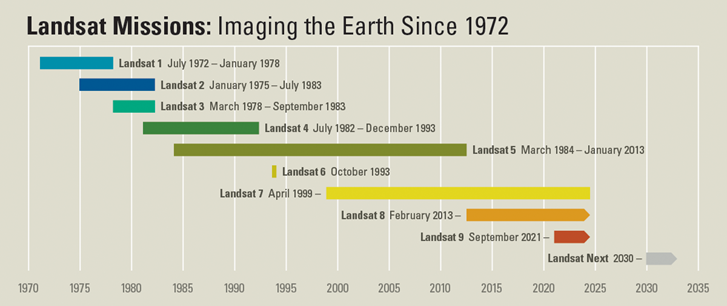 Landsat Missions: Imaging the Earth Since 1972
Landsat 1 July 1972 – January 1978
Landsat 2 January 1975 – July 1983
Landsat 3 March 1978 – September 1983
Landsat 4 July 1982 – December 1993
Landsat 5 March 1984 – January 2013
Landsat 6 October 1993
Landsat 7 April 1999 –
Landsat 8 February 2013 –
Landsat 9 September 2021 –
Landsat Next 2030 –
1970 1975 1980 1985 1990 1995 2000 2005 2010 2015 2020 2025 2030 2035